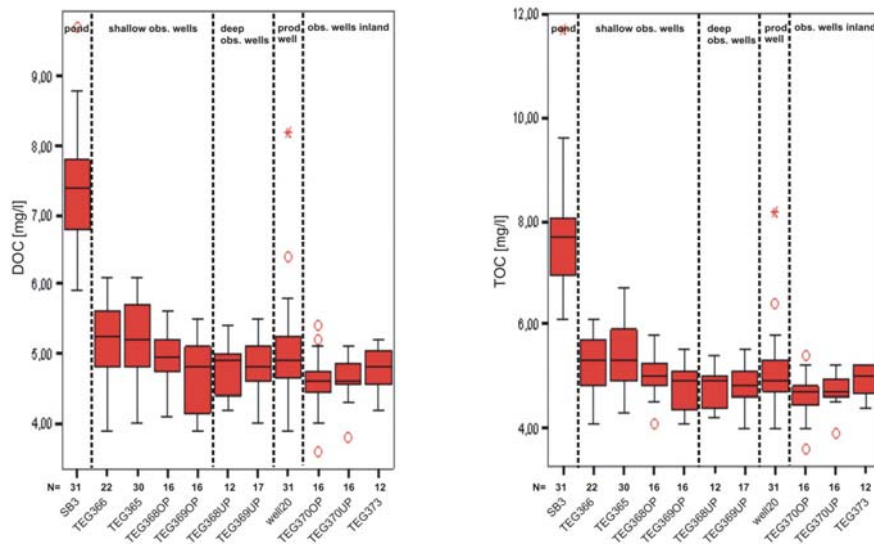 pond shallow obs. wells deep obs. wells prod well obs. wells inland
DOC [mg/l]
9,00
8,00
7,00
6,00
5,00
4,00
N= 31 22 30 16 16 12 17 31 16 16 12
SB3 TEG366 TEG365 TEG368OP TEG369OP TEG368UP TEG369UP well20 TEG370OP TEG370UP TEG373
pond shallow obs. wells deep obs. wells prod well obs. wells inland
TOC [mg/l]
14,00
12,00
10,00
8,00
6,00
4,00
N= 31 22 30 16 16 12 17 31 16 16 12
SB3 TEG366 TEG365 TEG368OP TEG369OP TEG368UP TEG369UP well20 TEG370OP TEG370UP TEG373